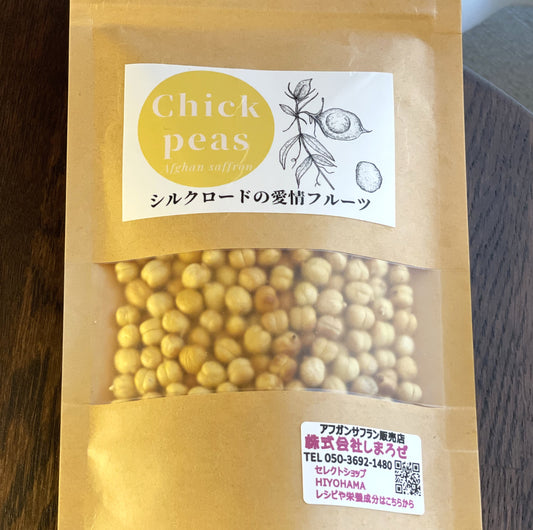 Chick
peas
Afghan saffron
シルクロードの愛情フルーツ
アフガンサフラン販売店
株式会社しまろぜ
TEL 050-3692-1480
セレクトショップ
HIYOHAMA
レシピや栄養成分はこちらから